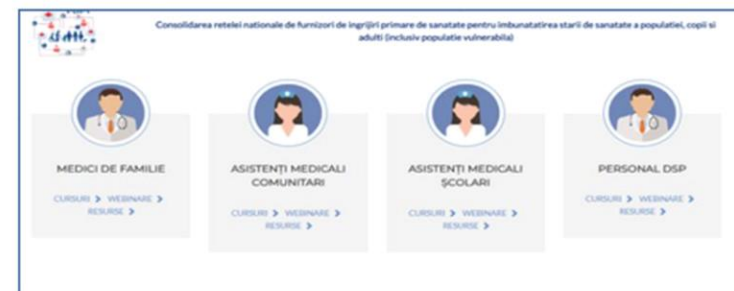 Consolidarea retelei nationale de furnizori de ingrijiri primare de sanatate pentru imbunatatirea starii de sanatate a populatiei, copii si
adulti (inclusiv populatie vulnerabila)
MEDICI DE FAMILIE
CURSURI > WEBINARE >
RESURSE >
ASISTENȚI MEDICALI
COMUNITARI
CURSURI > WEBINARE >
RESURSE >
ASISTENȚI MEDICALI
ȘCOLARI
CURSURI > WEBINARE >
RESURSE >
PERSONAL DSP
CURSURI > WEBINARE >
RESURSE >